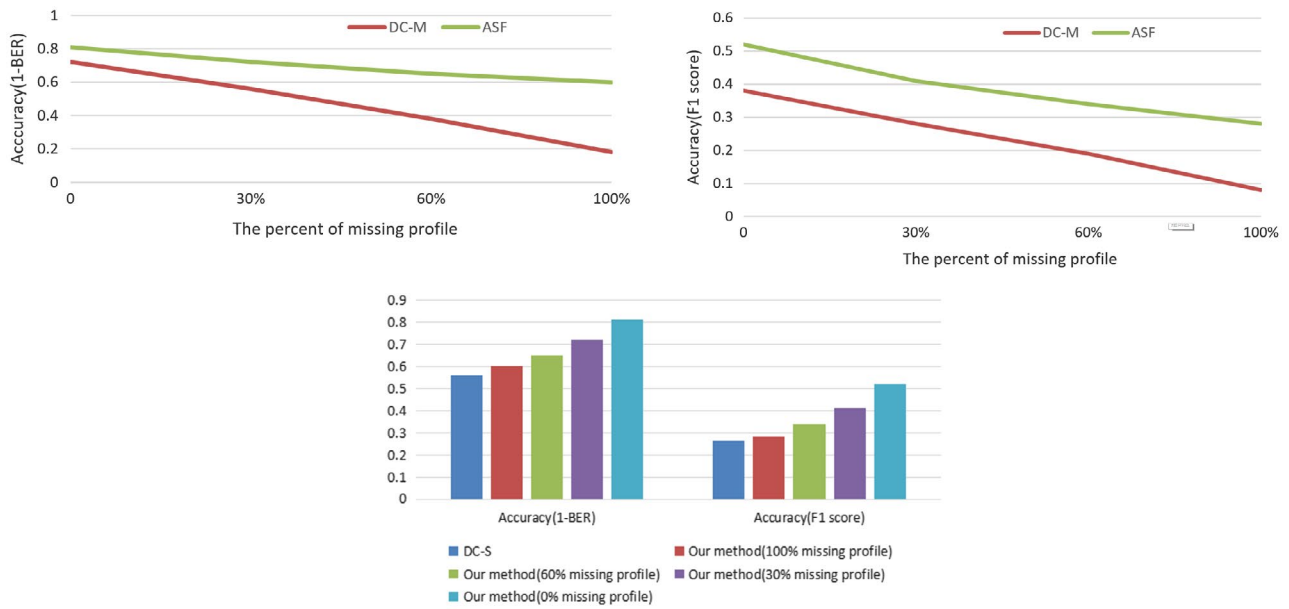 DC-M ASF
Acccuracy(1-BER)
1
0.8
0.6
0.4
0.2
0
0 30% 60% 100%
The percent of missing profile
DC-M ASF
Accuracy(F1 score)
0.6
0.5
0.4
0.3
0.2
0.1
0
0 30% 60% 100%
The percent of missing profile
0.9
0.8
0.7
0.6
0.5
0.4
0.3
0.2
0.1
0
Accuracy(1-BER) Accuracy(F1 score)
DC-S Our method(100% missing profile)
Our method(60% missing profile) Our method(30% missing profile)
Our method(0% missing profile)